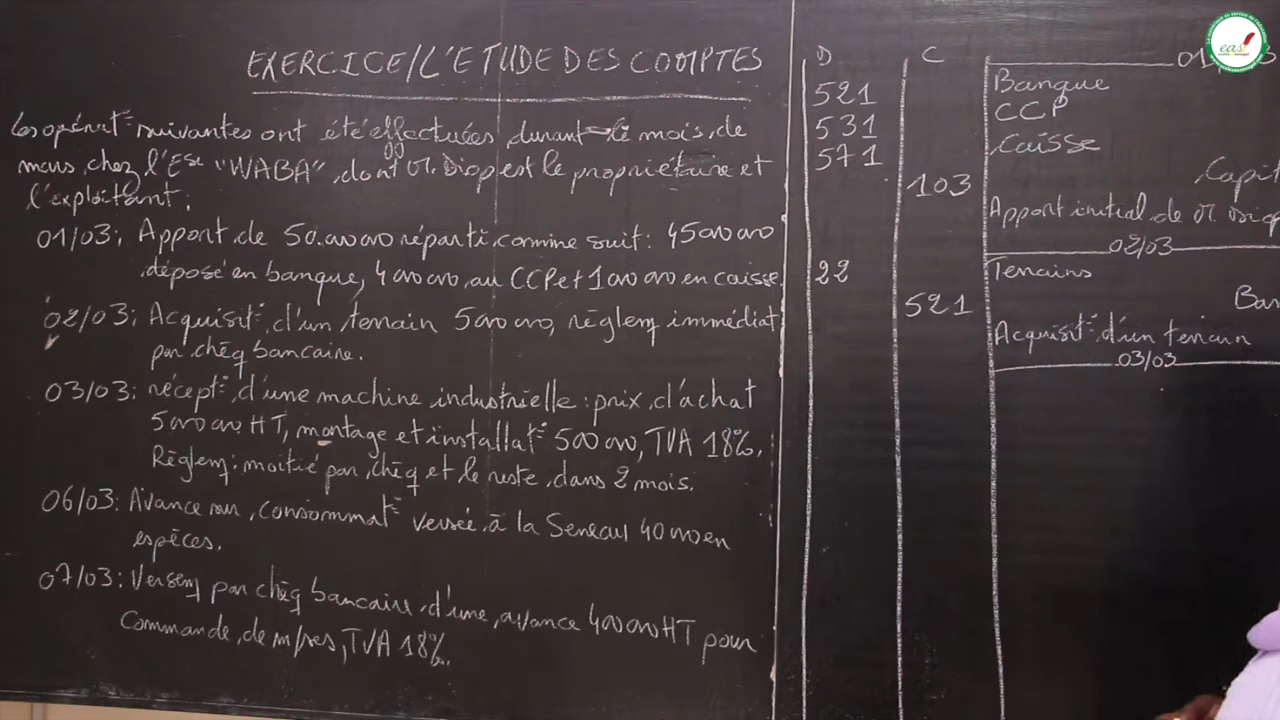 EXERCICE/L'ETUDE DES COMPTES
les opérat= suivantes ont été effectuées durant le mois de
mars chez l'Ese "WABA", dont M. Diop est le propriétaire et
l'exploitant:
01/03: Apport de 50.000 000 réparti comme suit: 45 000 000
déposé en banque, 4 000 000 au CCP et 1 000 000 en caisse.
02/03: Acquisit= d'un terrain 5 000 000, règlem immédiat
par chèq bancaire.
03/03: récept= d'une machine industrielle: prix d'achat
5 000 000 HT, montage et installat= 500 000, TVA 18%.
Règlem: moitié par chèq et le reste dans 2 mois.
06/03: Avance sur consommat= versée à la Seneau 40 000 en
espèces.
07/03: Versem par chèq bancaire d'une avance 400 000 HT pour
Commande de m/ses, TVA 18%.
D C 01
521 Banque
531 CCP
571 Caisse
103 Capit
Apport initial de M. Diop
02/03
22 Terrains
521 Ban
Acquisit= d'un terrain
03/03
eas